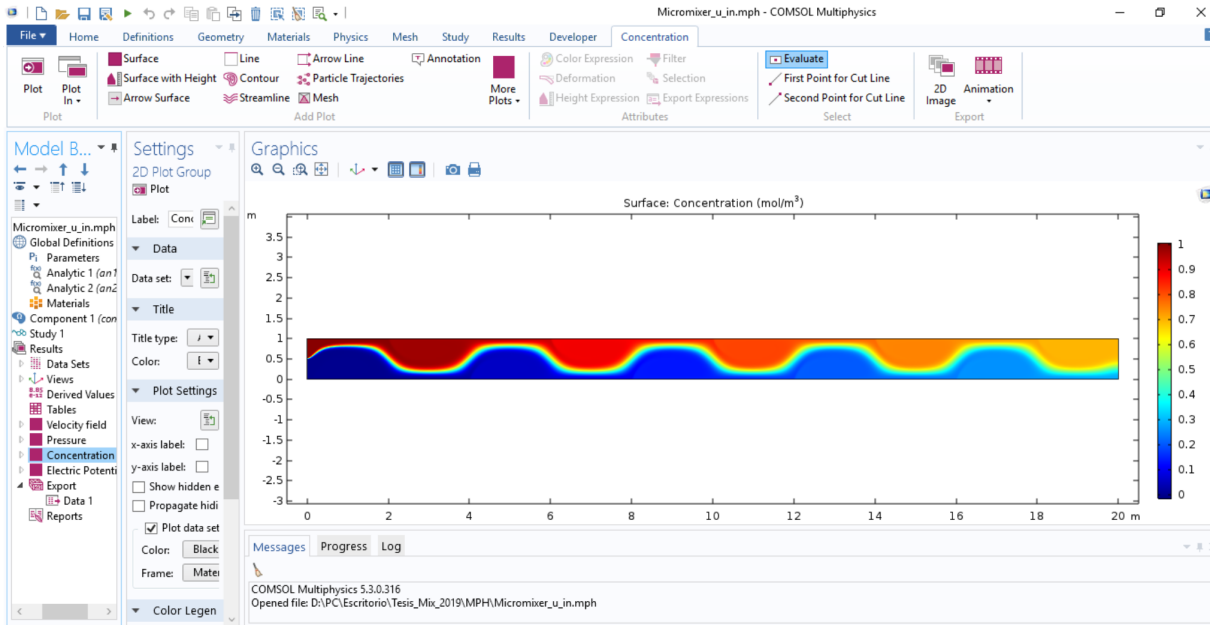 Micromixer_u_in.mph - COMSOL Multiphysics
File Home Definitions Geometry Materials Physics Mesh Study Results Developer Concentration
Plot
Plot In
Plot
Surface
Surface with Height
Arrow Surface
Line
Contour
Streamline
Arrow Line
Particle Trajectories
Mesh
Annotation
More Plots
Add Plot
Color Expression
Deformation
Height Expression
Filter
Selection
Export Expressions
Attributes
Evaluate
First Point for Cut Line
Second Point for Cut Line
Select
2D Image
Animation
Export
Model B...
Micromixer_u_in.mph
Global Definitions
Pi Parameters
Analytic 1 (an1
Analytic 2 (an2
Materials
Component 1 (con
Study 1
Results
Data Sets
Views
Derived Values
Tables
Velocity field
Pressure
Concentration
Electric Potenti
Export
Data 1
Reports
Settings
2D Plot Group
Plot
Label: Conc
Data
Data set:
Title
Title type:
Color:
Plot Settings
View:
x-axis label:
y-axis label:
Show hidden e
Propagate hidi
Plot data set
Color: Black
Frame: Mate
Color Legen
Graphics
Surface: Concentration (mol/m³)
m
3.5
3
2.5
2
1.5
1
0.5
0
-0.5
-1
-1.5
-2
-2.5
-3
0 2 4 6 8 10 12 14 16 18 20 m
1
0.9
0.8
0.7
0.6
0.5
0.4
0.3
0.2
0.1
0
Messages Progress Log
COMSOL Multiphysics 5.3.0.316
Opened file: D:\PC\Escritorio\Tesis_Mix_2019\MPH\Micromixer_u_in.mph